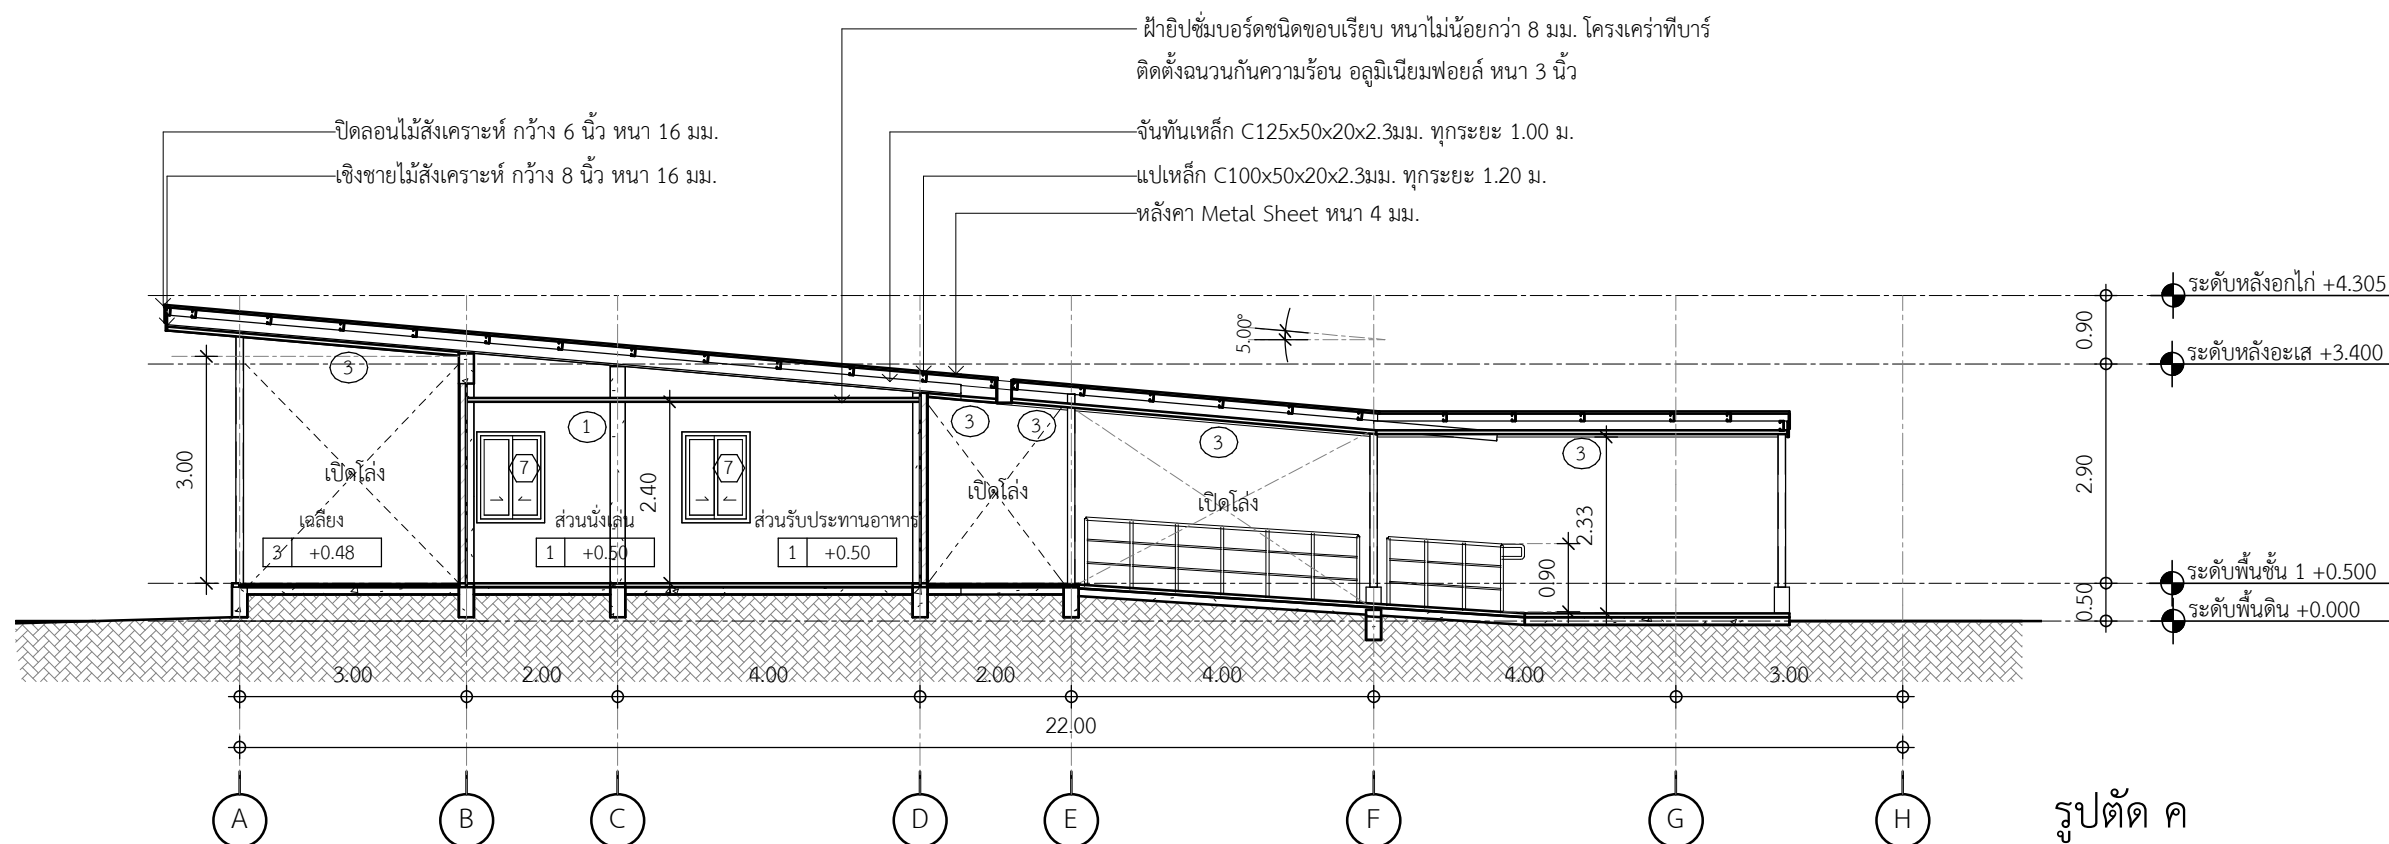 ฝ้ายิปซั่มบอร์ดชนิดขอบเรียบ หนาไม่น้อยกว่า 8 มม. โครงเคร่าทีบาร์
ติดตั้งฉนวนกันความร้อน อลูมิเนียมฟอยล์ หนา 3 นิ้ว
ปิดลอนไม้สังเคราะห์ กว้าง 6 นิ้ว หนา 16 มม.
จันทันเหล็ก C125x50x20x2.3มม. ทุกระยะ 1.00 ม.
เชิงชายไม้สังเคราะห์ กว้าง 8 นิ้ว หนา 16 มม.
แปเหล็ก C100x50x20x2.3มม. ทุกระยะ 1.20 ม.
หลังคา Metal Sheet หนา 4 มม.
ระดับหลังอกไก่ +4.305
0.90
5.00°
ระดับหลังอะเส +3.400
3
1
3
3
3
3
3.00
7
7
2.40
2.90
เปิดโล่ง
เปิดโล่ง
เปิดโล่ง
เฉลียง
ส่วนนั่งเล่น
ส่วนรับประทานอาหาร
2.33
3 +0.48
1 +0.50
1 +0.50
0.90
ระดับพื้นชั้น 1 +0.500
0.50
ระดับพื้นดิน +0.000
3.00 2.00 4.00 2.00 4.00 4.00 3.00
22.00
A B C D E F G H
รูปตัด ค